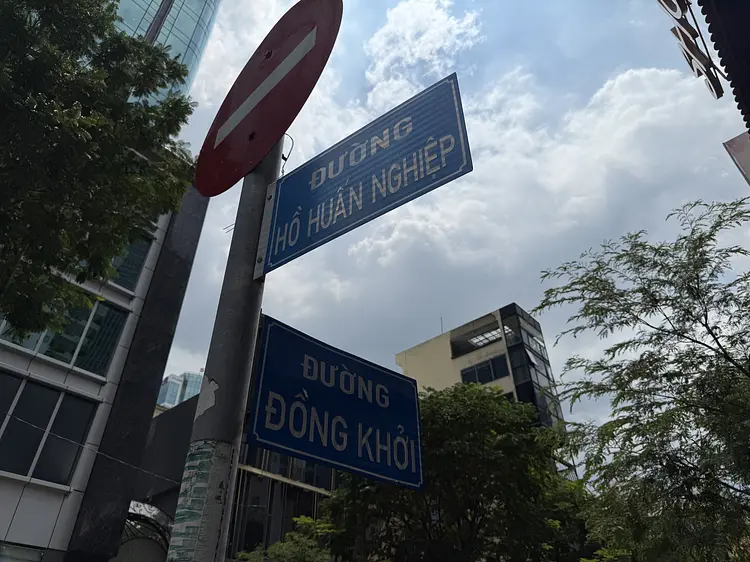 ĐƯỜNG
HỒ HUẤN NGHIỆP
ĐƯỜNG
ĐỒNG KHỞI